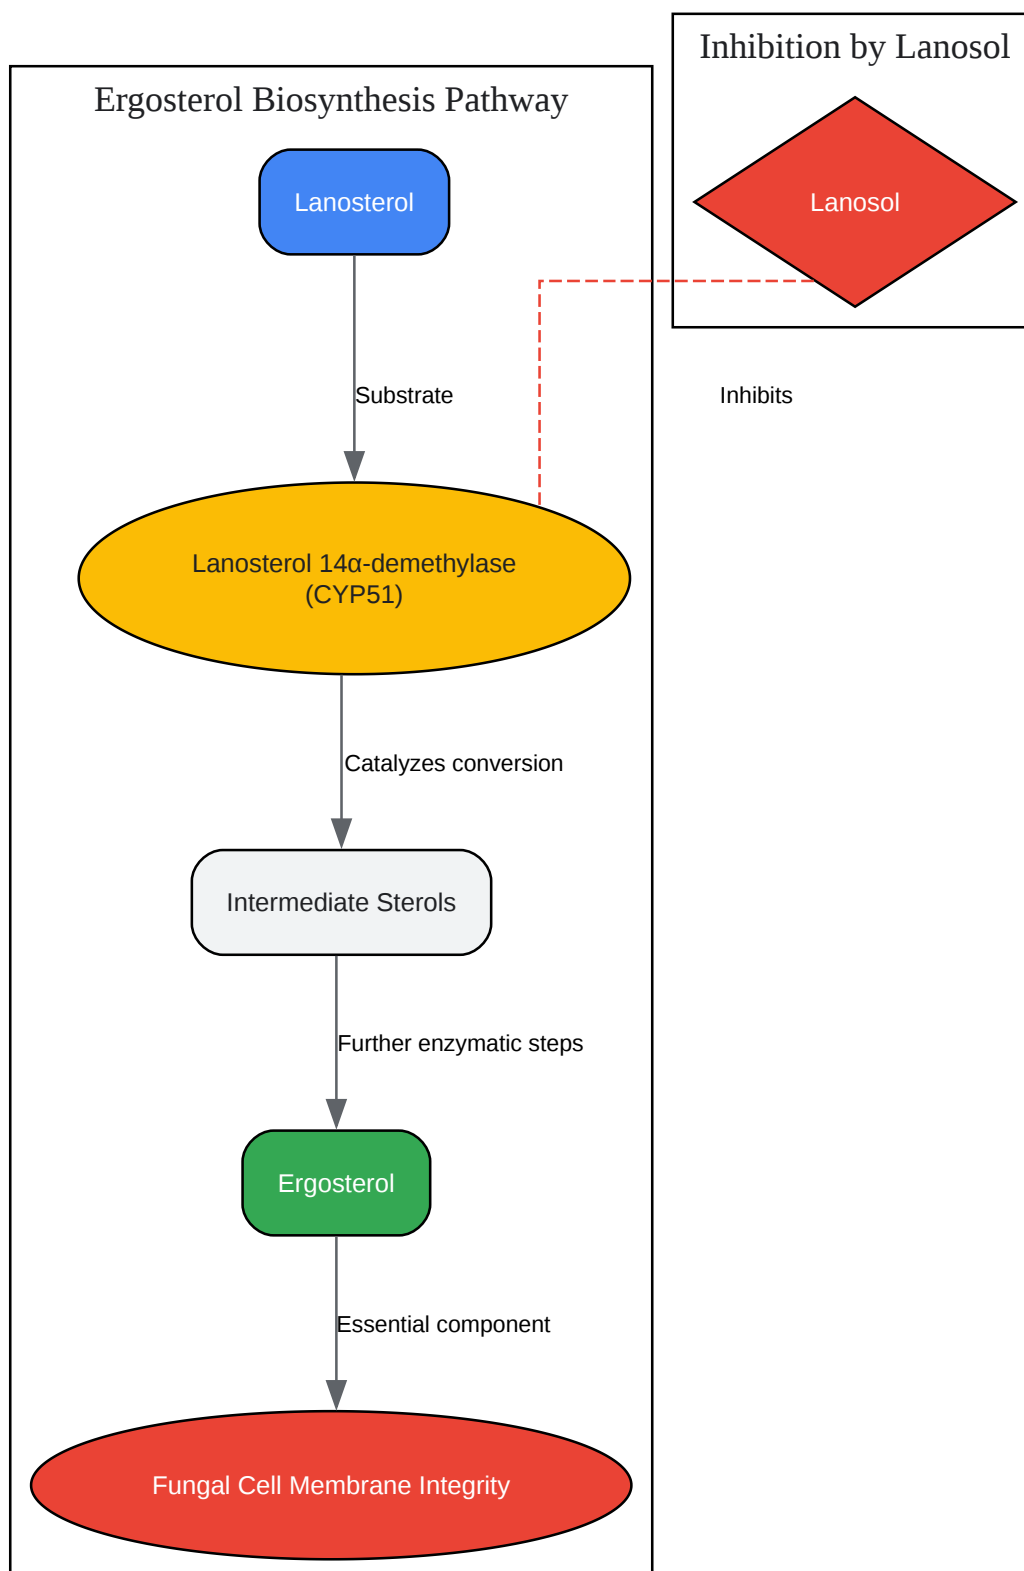 Inhibition by Lanosol
Ergosterol Biosynthesis Pathway
Lanosterol
Lanosol
Substrate
Inhibits
Lanosterol 14α-demethylase
(CYP51)
Catalyzes conversion
Intermediate Sterols
Further enzymatic steps
Ergosterol
Essential component
Fungal Cell Membrane Integrity